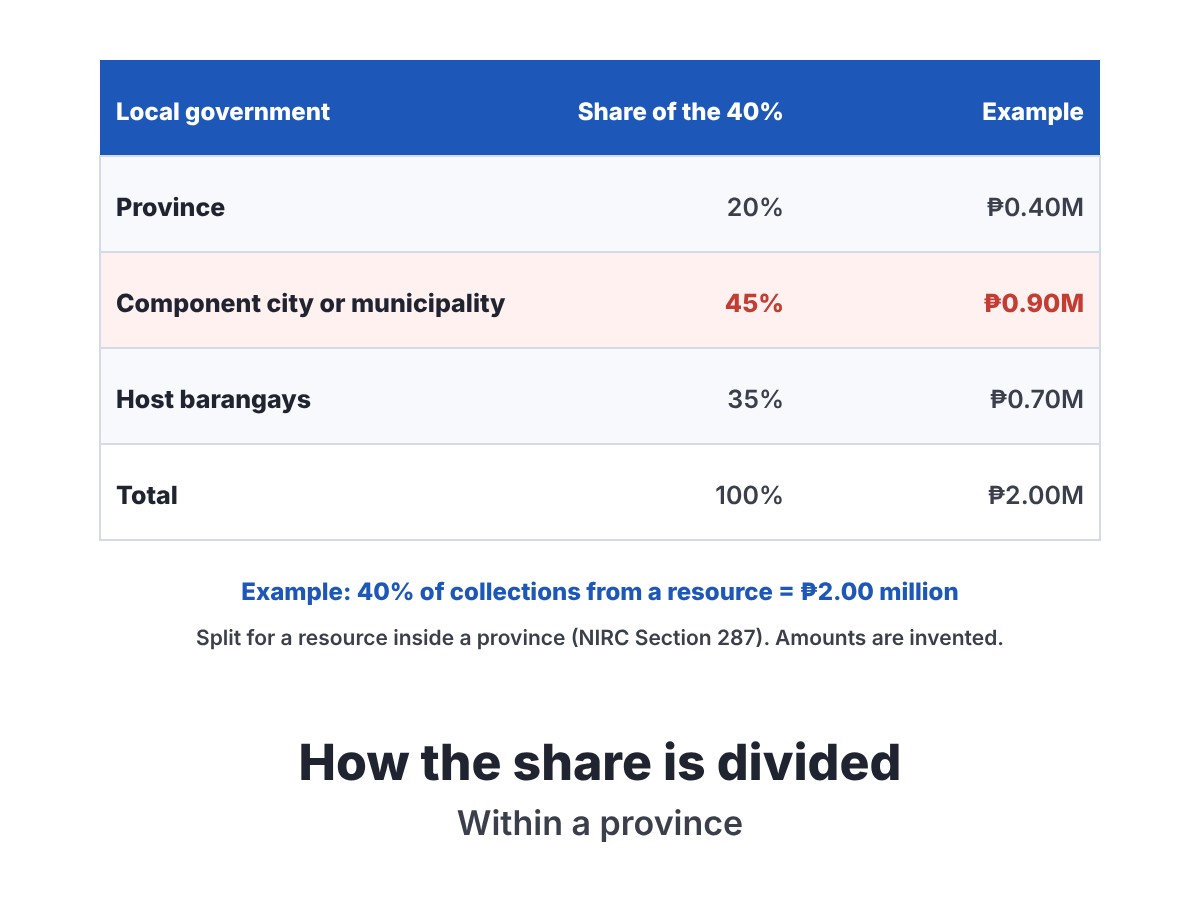 Local government Share of the 40% Example
Province 20% ₱0.40M
Component city or municipality 45% ₱0.90M
Host barangays 35% ₱0.70M
Total 100% ₱2.00M
Example: 40% of collections from a resource = ₱2.00 million
Split for a resource inside a province (NIRC Section 287). Amounts are invented.
How the share is divided
Within a province